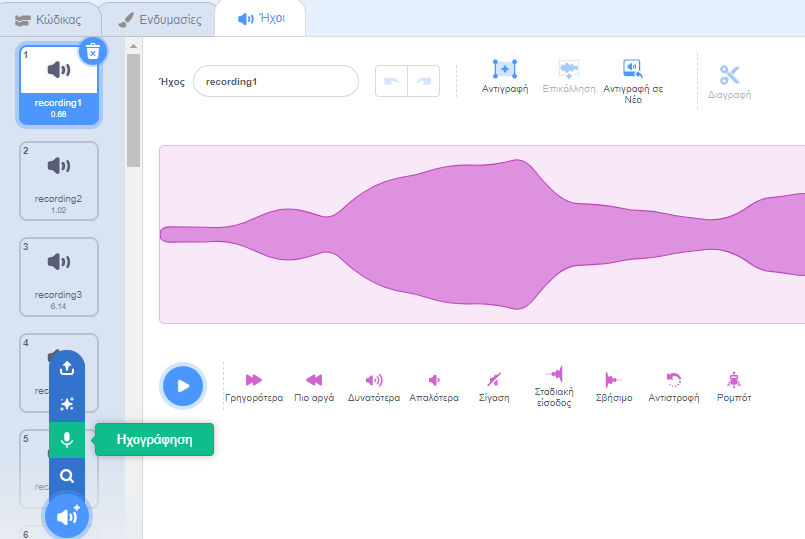 Κώδικας
Ενδυμασίες
Ήχοι
1
recording1
0.68
2
recording2
1.02
3
recording3
6.14
4
rec
5
rec
6
Ηχογράφηση
Ήχος
recording1
Αντιγραφή
Επικόλληση
Αντιγραφή σε
Νέο
Διαγραφή
Γρηγορότερα
Πιο αργά
Δυνατότερα
Απαλότερα
Σίγαση
Σταδιακή
είσοδος
Σβήσιμο
Αντιστροφή
Ρομπότ